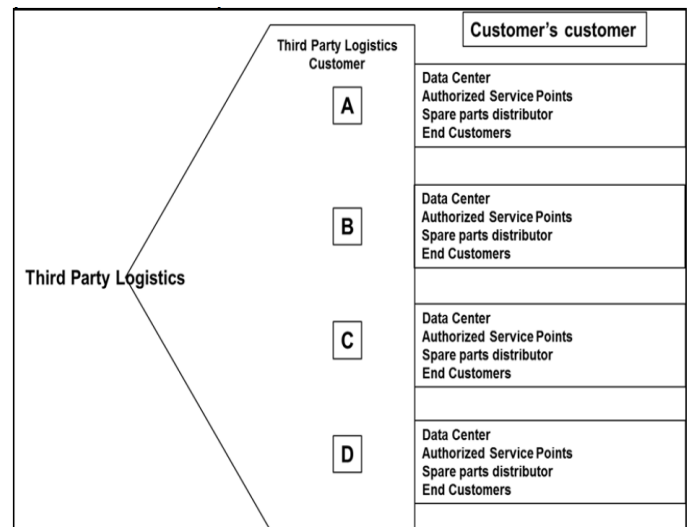 Customer's customer
Third Party Logistics
Customer
A
Data Center
Authorized Service Points
Spare parts distributor
End Customers
B
Data Center
Authorized Service Points
Spare parts distributor
End Customers
Third Party Logistics
C
Data Center
Authorized Service Points
Spare parts distributor
End Customers
D
Data Center
Authorized Service Points
Spare parts distributor
End Customers